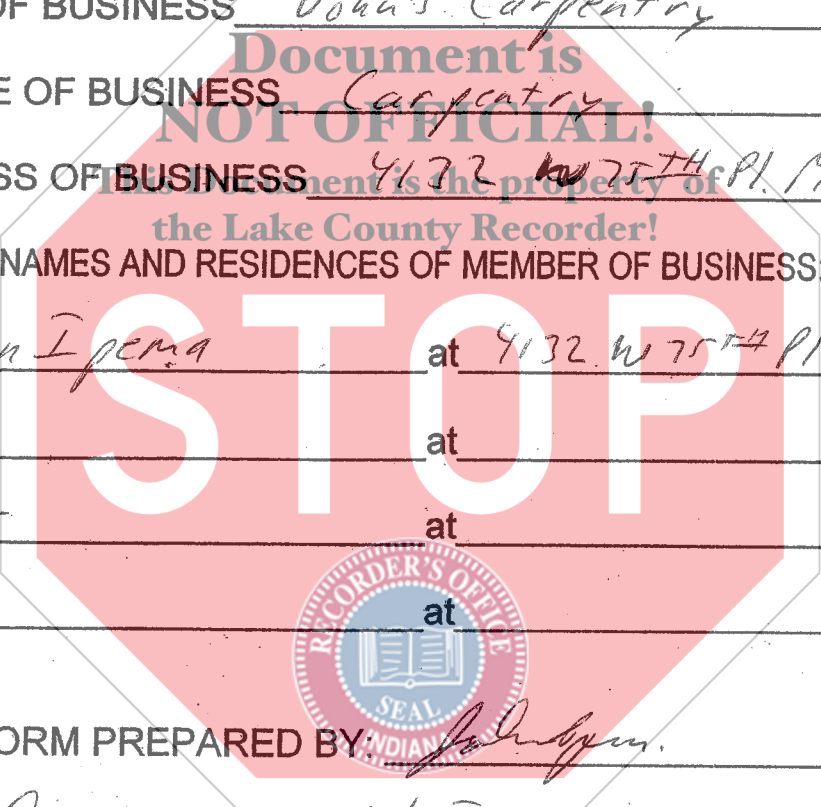 OF BUSINESS John's Carpentry
Document is
E OF BUSINESS Carpentry
NOT OFFICIAL!
SS OF BUSINESS 4132 W 75TH Pl. M
This Document is the property of
the Lake County Recorder!
NAMES AND RESIDENCES OF MEMBER OF BUSINESS:
n Ipema at 4132 W 75TH Pl
STOP
at
at
at
RECORDER'S OFFICE
SEAL
INDIANA
ORM PREPARED BY: